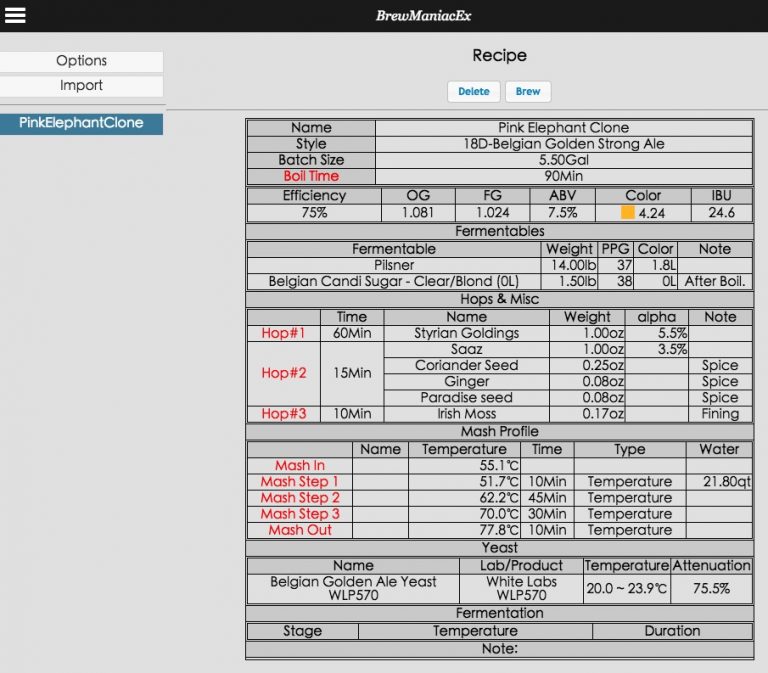 BrewManiacEx
Options
Import
PinkElephantClone
Recipe
Delete Brew
Name Pink Elephant Clone
Style 18D-Belgian Golden Strong Ale
Batch Size 5.50Gal
Boil Time 90Min
Efficiency OG FG ABV Color IBU
75% 1.081 1.024 7.5% 4.24 24.6
Fermentables
Fermentable Weight PPG Color Note
Pilsner 14.00lb 37 1.8L
Belgian Candi Sugar - Clear/Blond (0L) 1.50lb 38 0L After Boil.
Hops & Misc
Time Name Weight alpha Note
Hop#1 60Min Styrian Goldings 1.00oz 5.5%
Hop#2 15Min Saaz 1.00oz 3.5%
Coriander Seed 0.25oz Spice
Ginger 0.08oz Spice
Paradise seed 0.08oz Spice
Hop#3 10Min Irish Moss 0.17oz Fining
Mash Profile
Name Temperature Time Type Water
Mash In 55.1℃
Mash Step 1 51.7℃ 10Min Temperature 21.80qt
Mash Step 2 62.2℃ 45Min Temperature
Mash Step 3 70.0℃ 30Min Temperature
Mash Out 77.8℃ 10Min Temperature
Yeast
Name Lab/Product Temperature Attenuation
Belgian Golden Ale Yeast WLP570 White Labs WLP570 20.0 ~ 23.9℃ 75.5%
Fermentation
Stage Temperature Duration
Note: